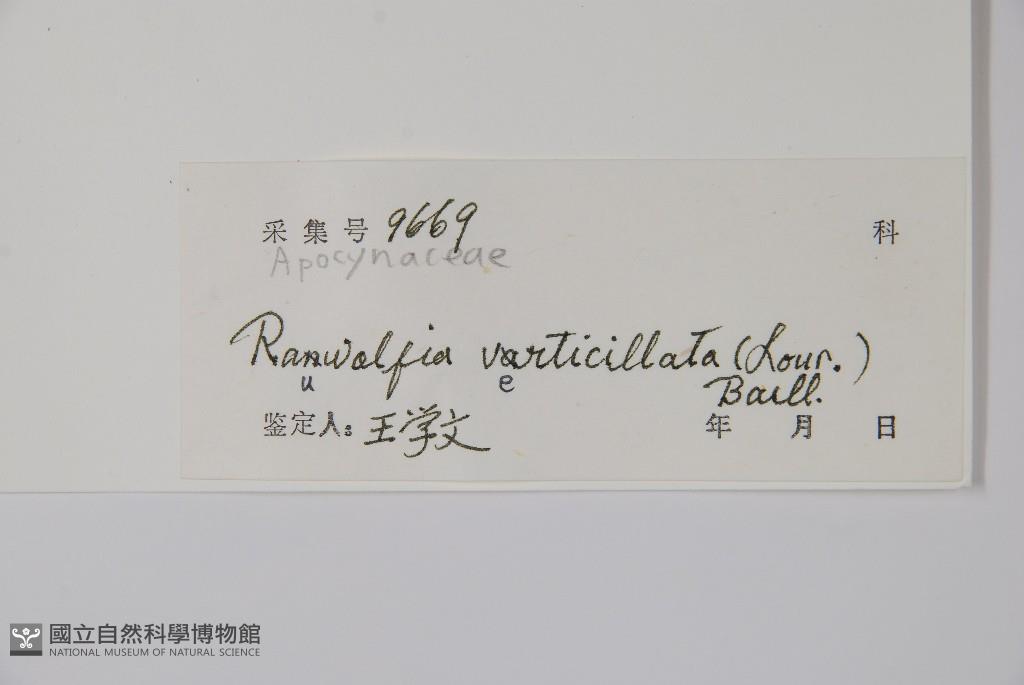 采集号 9669 科
Apocynaceae
Ranwolfia varticillata (Lour.)
u e Baill.
鉴定人: 王学文 年 月 日
國立自然科學博物館
NATIONAL MUSEUM OF NATURAL SCIENCE